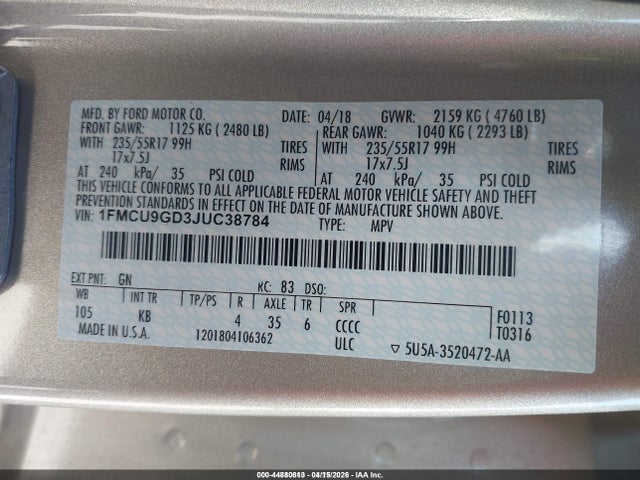 MFD. BY FORD MOTOR CO. DATE: 04/18 GVWR: 2159 KG ( 4760 LB)
FRONT GAWR: 1125 KG ( 2480 LB) REAR GAWR: 1040 KG ( 2293 LB)
WITH 235/55R17 99H TIRES WITH 235/55R17 99H TIRES
17x7.5J RIMS 17x7.5J RIMS
AT 240 kPa/ 35 PSI COLD AT 240 kPa/ 35 PSI COLD
THIS VEHICLE CONFORMS TO ALL APPLICABLE FEDERAL MOTOR VEHICLE SAFETY AND THEFT
PREVENTION STANDARDS IN EFFECT ON THE DATE OF MANUFACTURE SHOWN ABOVE.
VIN: 1FMCU9GD3JUC38784 TYPE: MPV
EXT PNT: GN RC: 83 DSO:
WB INT TR TP/PS R AXLE TR SPR F0113
105 KB 4 35 6 CCCC T0316
MADE IN U.S.A. 1201804106362 ULC ▽ 5U5A-3520472-AA
000-44880813 - 04/15/2026 - IAA Inc.